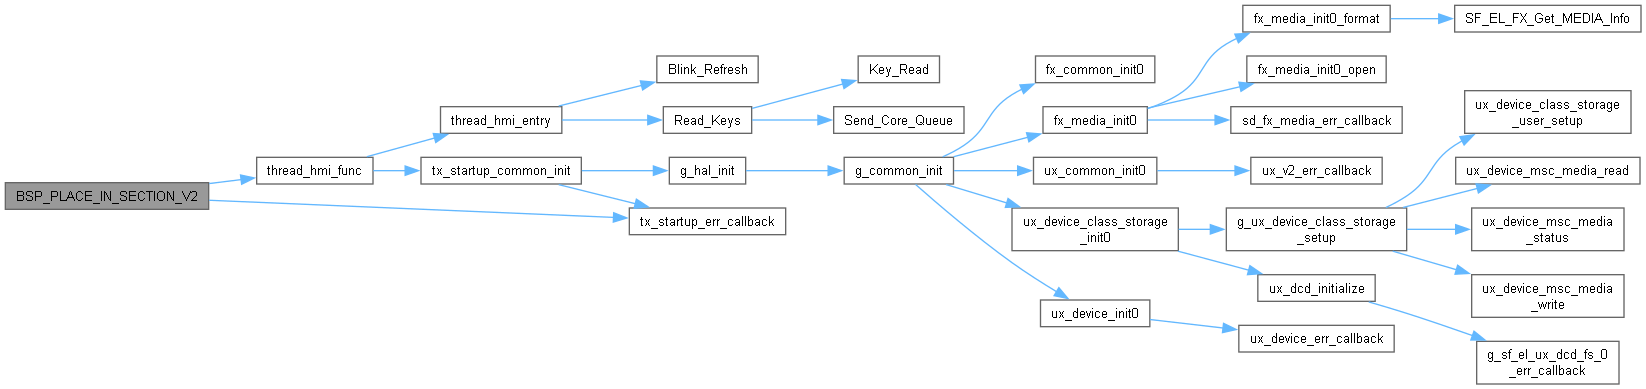 BSP_PLACE_IN_SECTION_V2
thread_hmi_func
tx_startup_err_callback
thread_hmi_entry
tx_startup_common_init
Blink_Refresh
Read_Keys
g_hal_init
Key_Read
Send_Core_Queue
g_common_init
fx_common_init0
fx_media_init0
ux_common_init0
ux_device_class_storage
_init0
ux_device_init0
fx_media_init0_format
fx_media_init0_open
sd_fx_media_err_callback
ux_v2_err_callback
g_ux_device_class_storage
_setup
ux_dcd_initialize
ux_device_err_callback
SF_EL_FX_Get_MEDIA_Info
ux_device_class_storage
_user_setup
ux_device_msc_media_read
ux_device_msc_media
_status
ux_device_msc_media
_write
g_sf_el_ux_dcd_fs_0
_err_callback